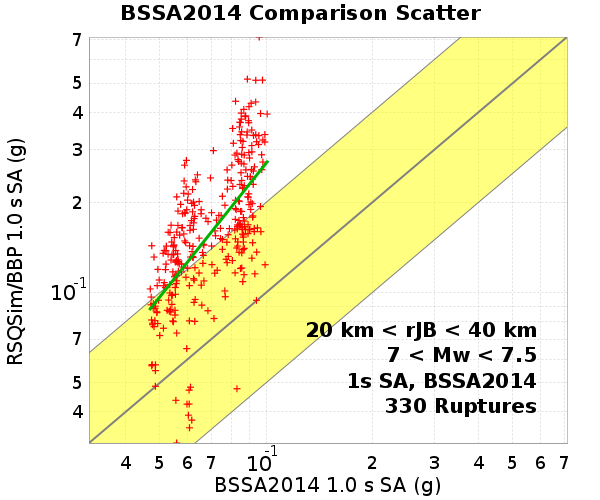 BSSA2014 Comparison Scatter
RSQSim/BBP 1.0 s SA (g)
7
5
4
3
2
10-1
7
5
4
20 km < rJB < 40 km
7 < Mw < 7.5
1s SA, BSSA2014
330 Ruptures
4 5 6 7 10-1 2 3 4 5 6 7
BSSA2014 1.0 s SA (g)